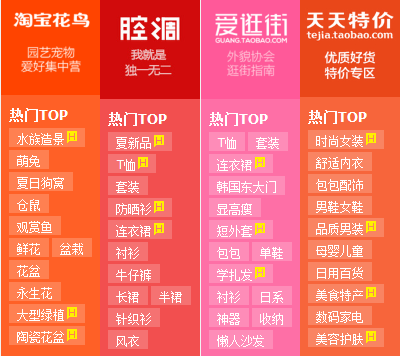 淘宝花鸟
园艺宠物
爱好集中营
热门TOP
水族造景 H
萌兔
夏日狗窝
仓鼠
观赏鱼
鲜花 盆栽
花盆
永生花
大型绿植 H
陶瓷花盆 H
腔调
我就是
独一无二
热门TOP
夏新品 H
T恤 H
套装
防晒衫 H
连衣裙 H
衬衫
牛仔裤
长裙 半裙
针织衫
风衣
爱逛街
GUANG.TAOBAO.COM
外貌协会
逛街指南
热门TOP
T恤 套装
连衣裙 H
韩国东大门
显高瘦
短外套 H
包包 单鞋
学扎发 H
衬衫 日系
神器 收纳
懒人沙发
天天特价
tejia.taobao.com
优质好货
特价专区
热门TOP
时尚女装 H
舒适内衣
包包配饰
男鞋女鞋
品质男装 H
母婴儿童
日用百货
美食特产 H
数码家电
美容护肤 H